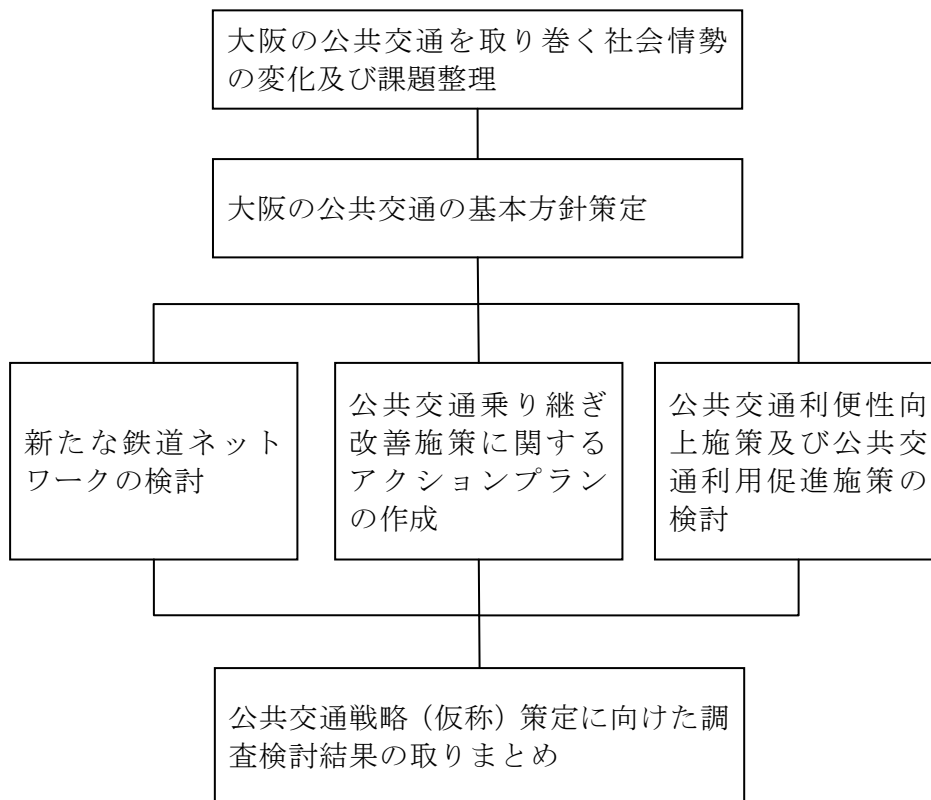 大阪の公共交通を取り巻く社会情勢
の変化及び課題整理
大阪の公共交通の基本方針策定
新たな鉄道ネット
ワークの検討
公共交通乗り継ぎ
改善施策に関する
アクションプラン
の作成
公共交通利便性向
上施策及び公共交
通利用促進施策の
検討
公共交通戦略（仮称）策定に向けた調
査検討結果の取りまとめ